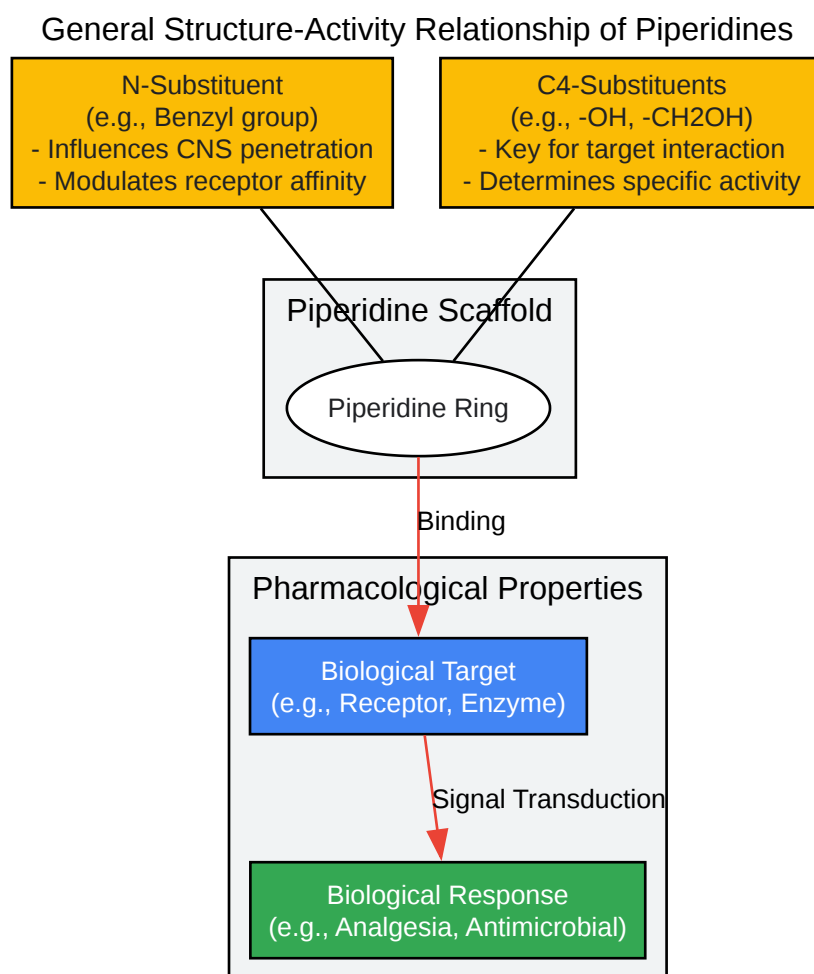 General Structure-Activity Relationship of Piperidines
N-Substituent
(e.g., Benzyl group)
- Influences CNS penetration
- Modulates receptor affinity
C4-Substituents
(e.g., -OH, -CH2OH)
- Key for target interaction
- Determines specific activity
Piperidine Scaffold
Piperidine Ring
Binding
Pharmacological Properties
Biological Target
(e.g., Receptor, Enzyme)
Signal Transduction
Biological Response
(e.g., Analgesia, Antimicrobial)